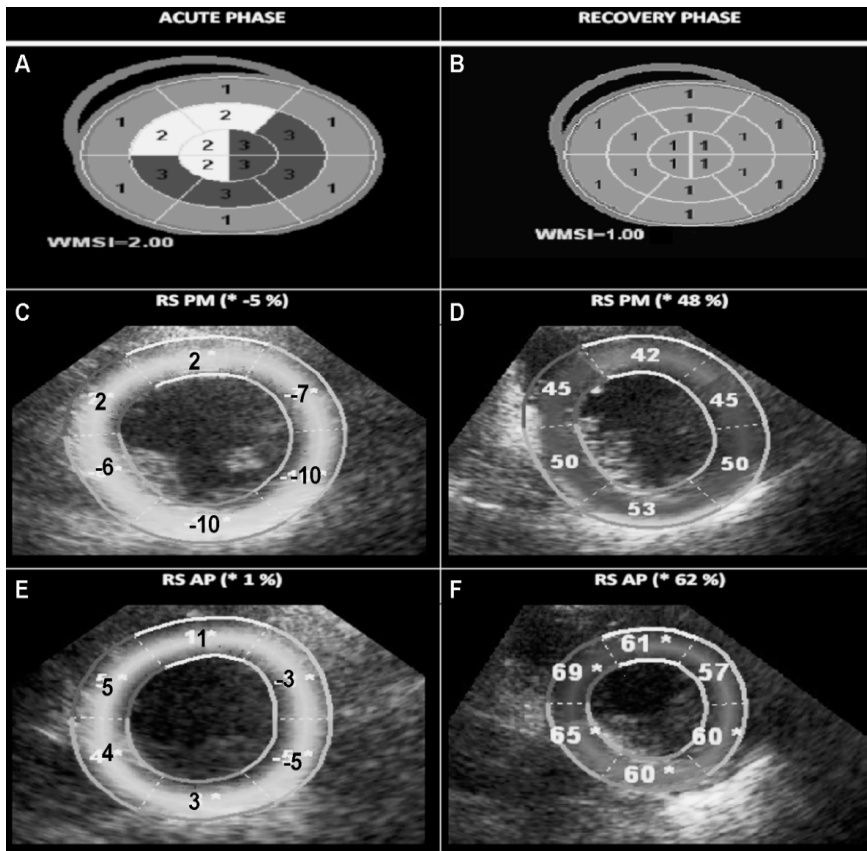 ACUTE PHASE
RECOVERY PHASE
A
1
1 2 1
2 2 3 3
2 3
3 3
1 1
3
1
WMSI=2.00
B
1
1 1 1
1 1 1 1
1 1
1 1
1 1
1
1
WMSI=1.00
C
RS PM (* -5 %)
2*
2 -7*
-6* -10*
-10*
D
RS PM (* 48 %)
42
45 45
50 50
53
E
RS AP (* 1 %)
1*
5* -3*
4* -5*
3*
F
RS AP (* 62 %)
61 *
69 * 57
65 * 60 *
60 *